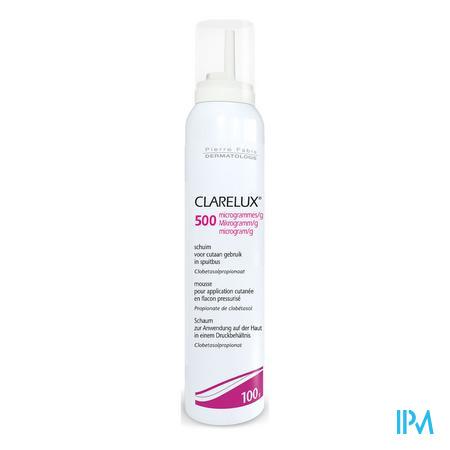 Pierre Fabre
DERMATOLOGIE
CLARELUX®
500 microgrammes/g
Mikrogramm/g
microgram/g
schuim
voor cutaan gebruik
in spuitbus
Clobetasolpropionaat
mousse
pour application cutanée
en flacon pressurisé
Propionate de clobétasol
Schaum
zur Anwendung auf der Haut
in einem Druckbehältnis
Clobetasolpropionat
100 g
IPM